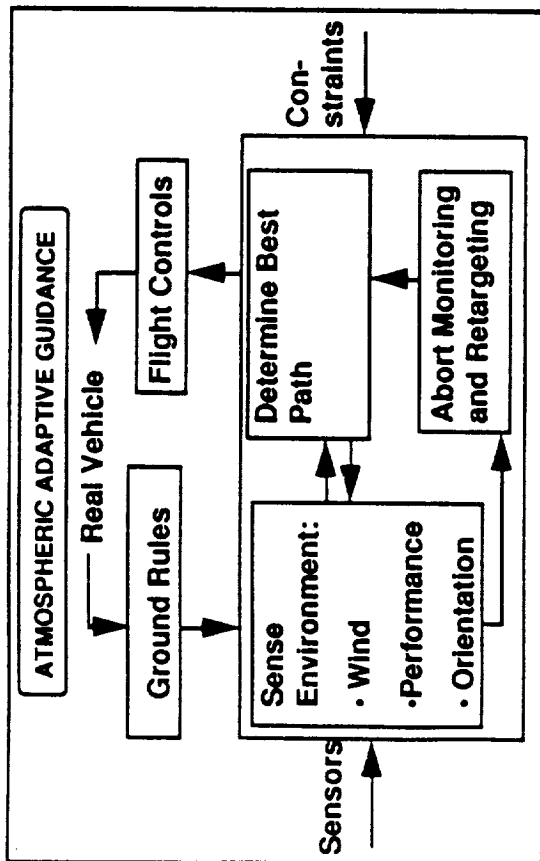 ATMOSPHERIC ADAPTIVE GUIDANCE
Real Vehicle
Ground Rules
Flight Controls
Sensors
Sense
Environment:
• Wind
•Performance
• Orientation
Determine Best
Path
Abort Monitoring
and Retargeting
Con-
straints